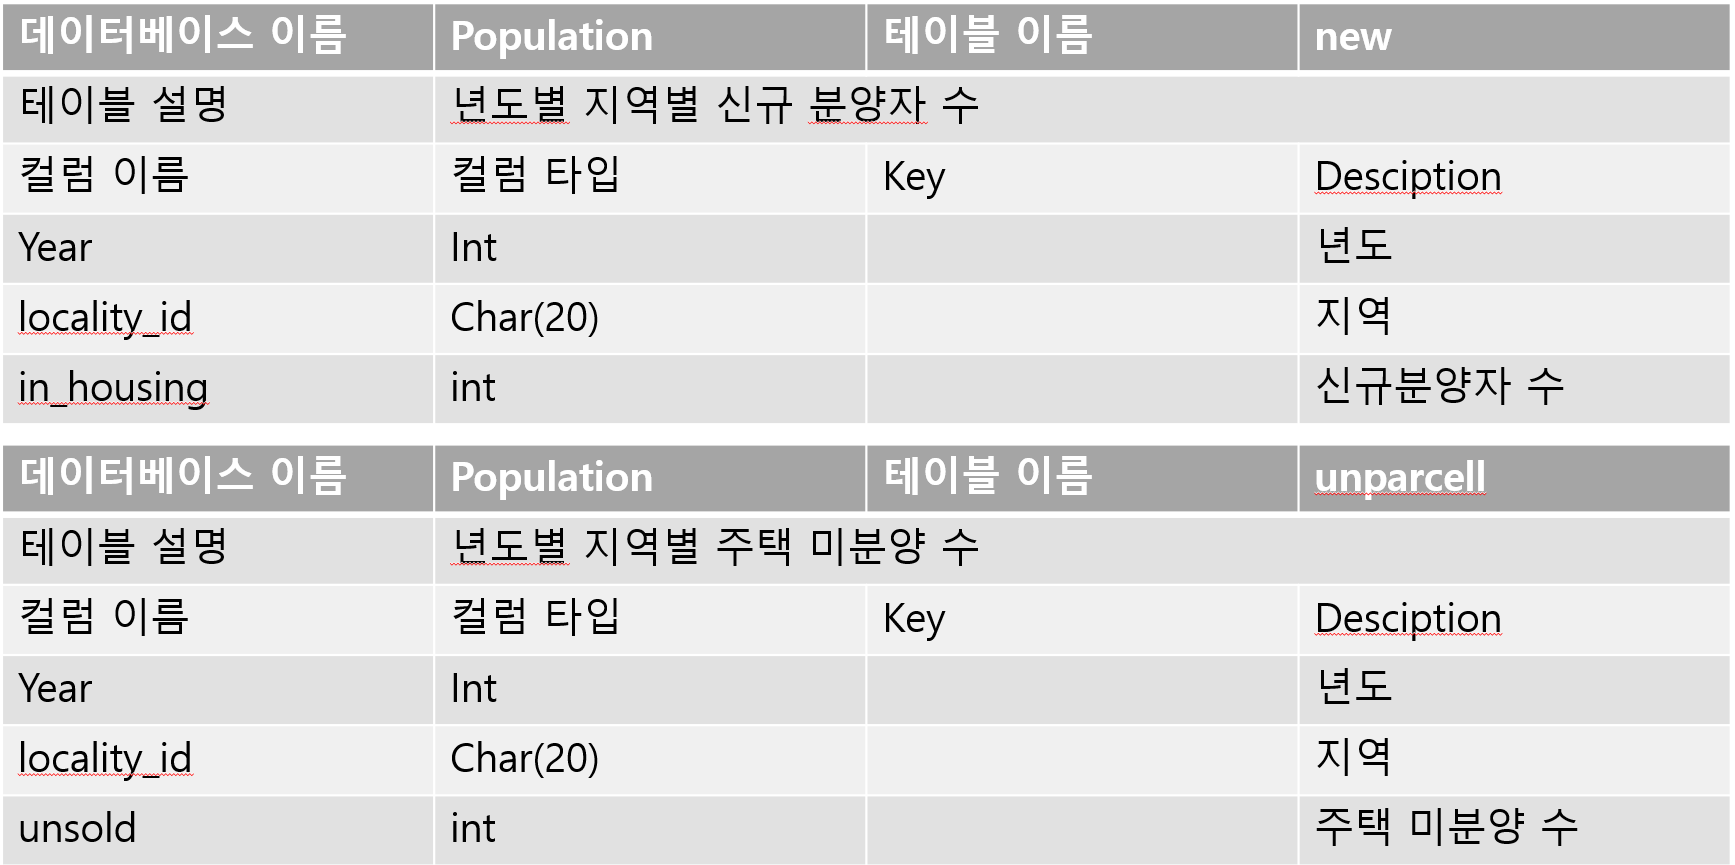 데이터베이스 이름 Population 테이블 이름 new
테이블 설명 년도별 지역별 신규 분양자 수
컬럼 이름 컬럼 타입 Key Desciption
Year Int 년도
locality_id Char(20) 지역
in_housing int 신규분양자 수
데이터베이스 이름 Population 테이블 이름 unparcell
테이블 설명 년도별 지역별 주택 미분양 수
컬럼 이름 컬럼 타입 Key Desciption
Year Int 년도
locality_id Char(20) 지역
unsold int 주택 미분양 수